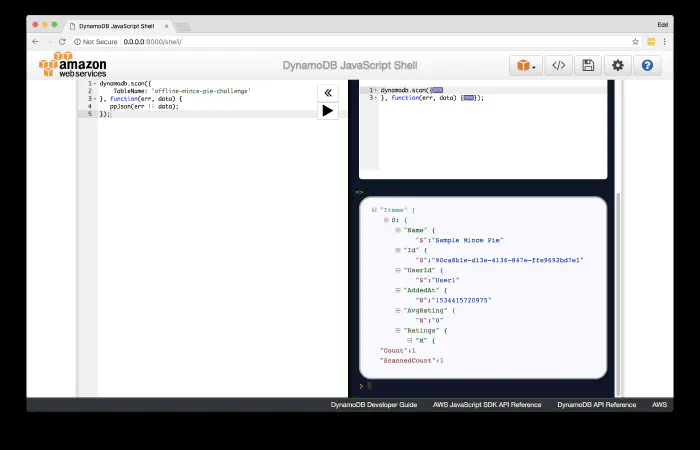 DynamoDB JavaScript Shell
Edd
Not Secure 0.0.0.0:8000/shell/
amazon
web services
DynamoDB JavaScript Shell
1 dynamodb.scan({
2 TableName: 'offline-mince-pie-challenge'
3 }, function(err, data) {
4 ppJson(err || data);
5 });
1 dynamodb.scan({
3 }, function(err, data) {});
=>
"Items" [
0: {
"Name" {
"S":"Sample Mince Pie"
"Id" {
"S":"90ca8b1e-d13e-4136-847e-ffe9692bd7e1"
"UserId" {
"S":"User1"
"AddedAt" {
"N":"1534415720975"
"AvgRating" {
"N":"0"
"Ratings" {
"M" {
"Count":1
"ScannedCount":1
>
DynamoDB Developer Guide AWS JavaScript SDK API Reference DynamoDB API Reference AWS